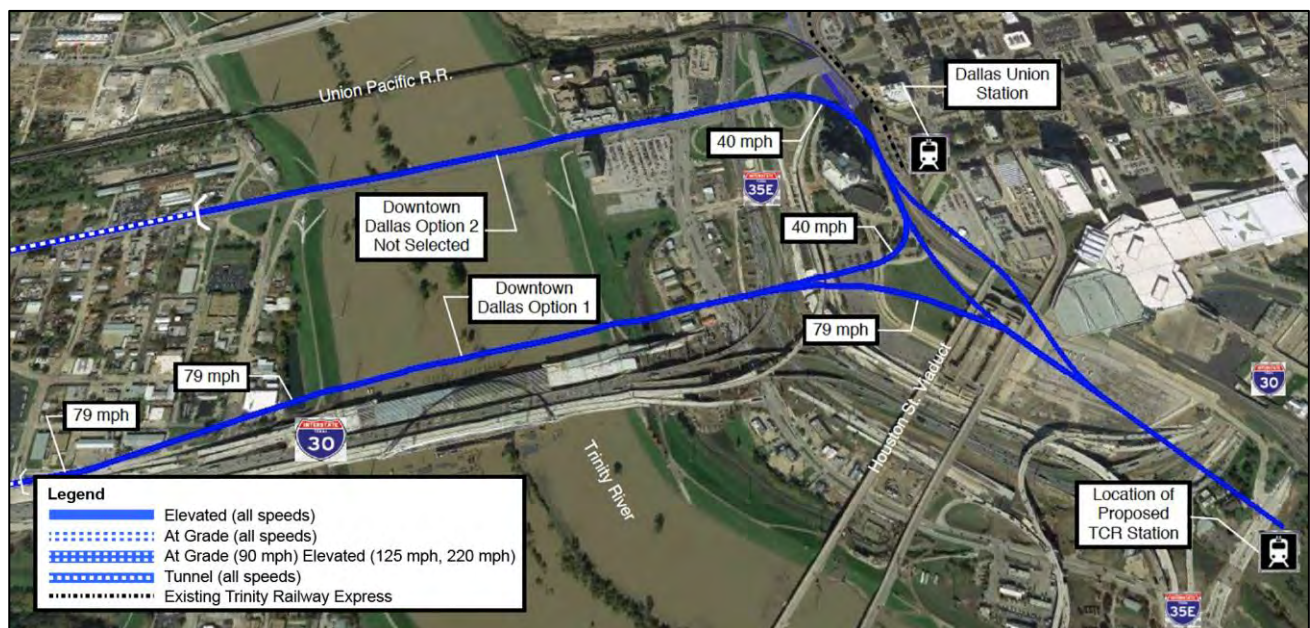 Union Pacific R.R.
Dallas Union
Station
40 mph
INTERSTATE
35E
Downtown
Dallas Option 2
Not Selected
40 mph
Downtown
Dallas Option 1
79 mph
79 mph
79 mph
INTERSTATE
30
Houston St. Viaduct
30
Trinity River
Location of
Proposed
TCR Station
INTERSTATE
35E
Legend
Elevated (all speeds)
At Grade (all speeds)
At Grade (90 mph) Elevated (125 mph, 220 mph)
Tunnel (all speeds)
Existing Trinity Railway Express